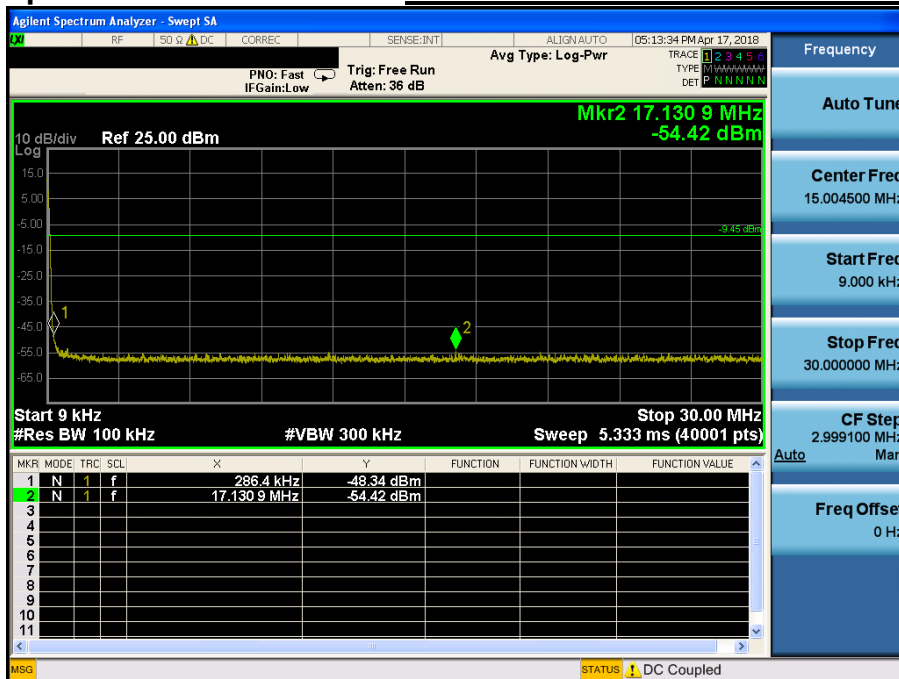 Agilent Spectrum Analyzer - Swept SA
LXI RF 50 Ω DC CORREC SENSE:INT ALIGN AUTO 05:13:34 PM Apr 17, 2018
Avg Type: Log-Pwr TRACE 1 2 3 4 5 6
PNO: Fast Trig: Free Run TYPE M
IFGain:Low Atten: 36 dB DET P N N N N N
Mkr2 17.130 9 MHz
10 dB/div Ref 25.00 dBm -54.42 dBm
Log
15.0
5.00
-5.00
-9.45 dBm
-15.0
-25.0
-35.0
1
-45.0
2
-55.0
-65.0
Start 9 kHz Stop 30.00 MHz
#Res BW 100 kHz #VBW 300 kHz Sweep 5.333 ms (40001 pts)
MKR MODE TRC SCL X Y FUNCTION FUNCTION WIDTH FUNCTION VALUE
1 N 1 f 286.4 kHz -48.34 dBm
2 N 1 f 17.130 9 MHz -54.42 dBm
3
4
5
6
7
8
9
10
11
MSG STATUS DC Coupled
Frequency
Auto Tune
Center Freq
15.004500 MHz
Start Freq
9.000 kHz
Stop Freq
30.000000 MHz
CF Step
2.999100 MHz
Auto Man
Freq Offset
0 Hz